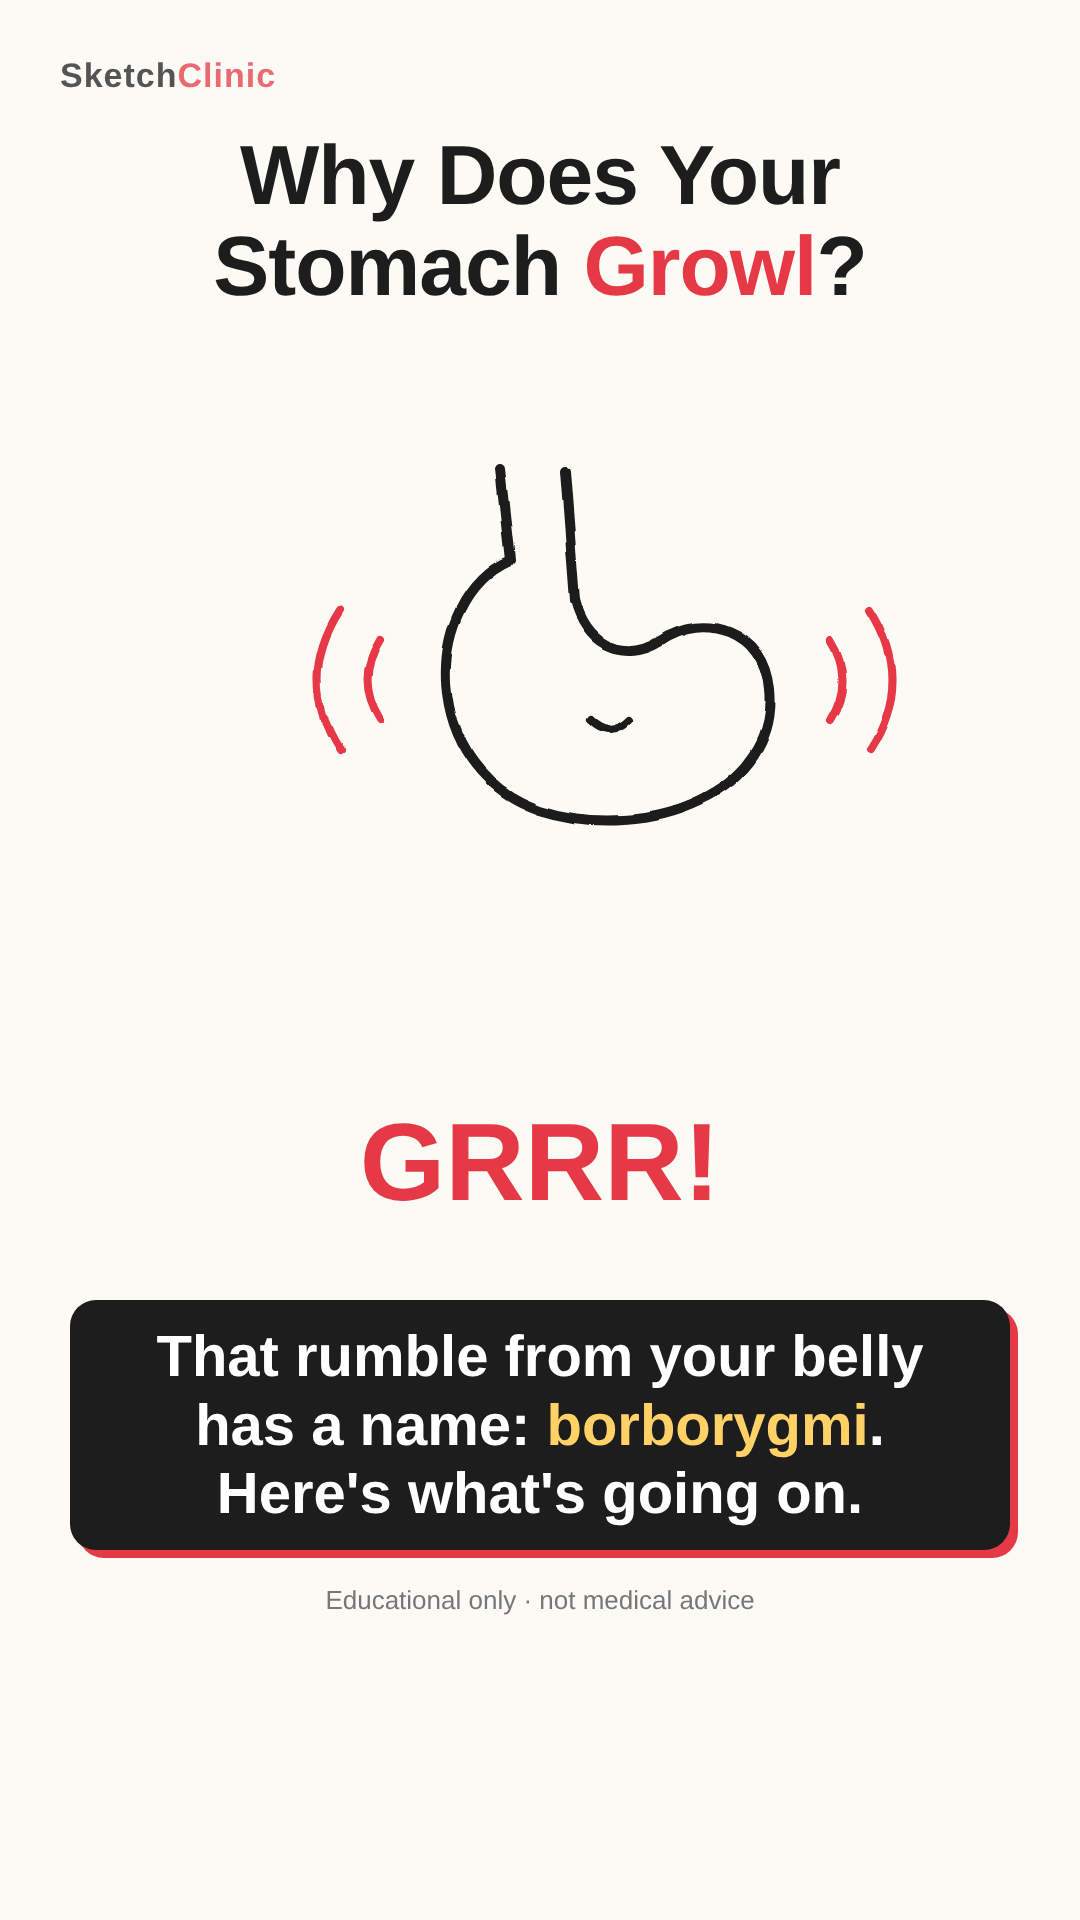 SketchClinic
Why Does Your
Stomach Growl?
GRRR!
That rumble from your belly
has a name: borborygmi.
Here's what's going on.
Educational only · not medical advice